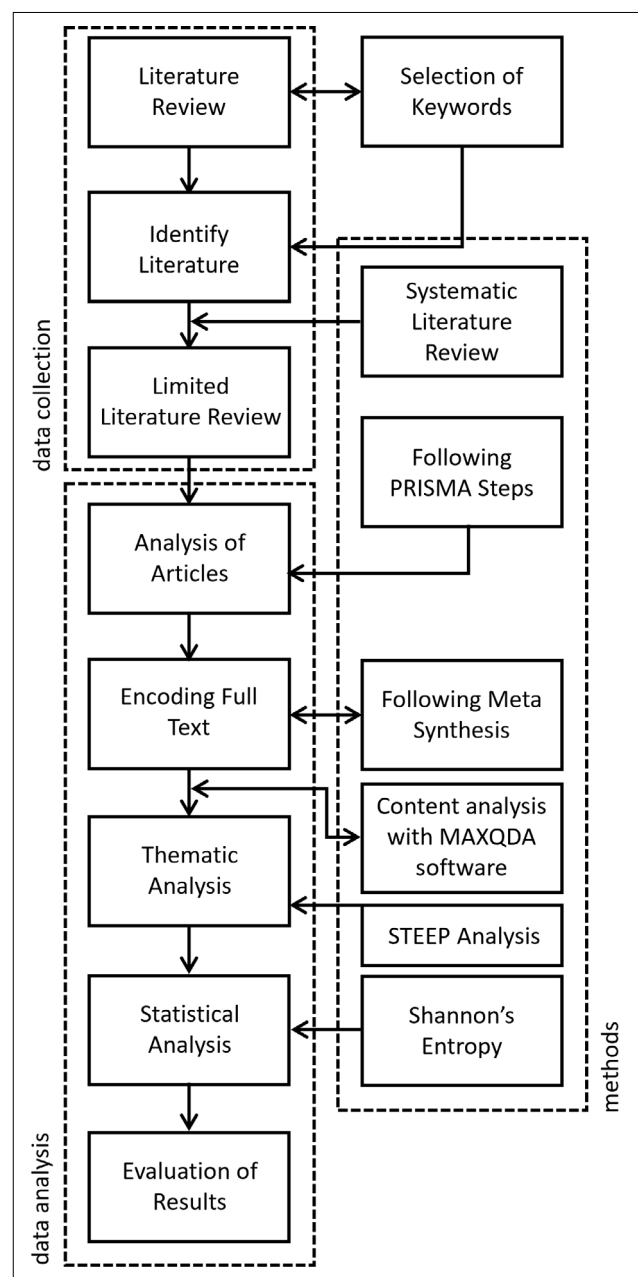 Literature
Review
Selection of
Keywords
Identify
Literature
Systematic
Literature
Review
Limited
Literature Review
data collection
Following
PRISMA Steps
Analysis of
Articles
Encoding Full
Text
Following Meta
Synthesis
Content analysis
with MAXQDA
software
Thematic
Analysis
STEEP Analysis
Statistical
Analysis
Shannon’s
Entropy
methods
Evaluation of
Results
data analysis